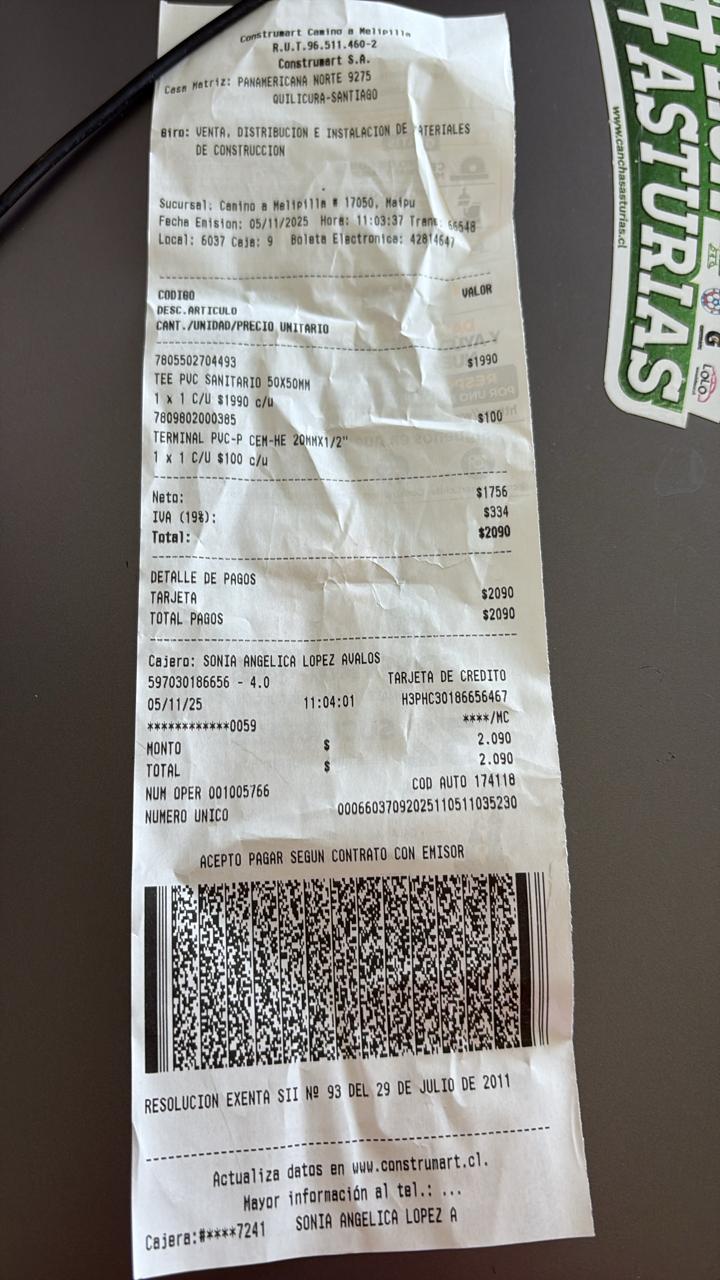 Construmart Camino a Melipilla
R.U.T.96.511.460-2
Construmart S.A.
Casa Matriz: PANAMERICANA NORTE 9275
QUILICURA-SANTIAGO
Giro: VENTA, DISTRIBUCION E INSTALACION DE ATERIALES
DE CONSTRUCCION
Sucursal: Camino a Melipilla # 17050, Maipu
Fecha Emision: 05/11/2025 Hora: 11:03:37 Trans: 66548
Local: 6037 Caja: 9 Boleta Electronica: 42814647
CODIGO VALOR
DESC.ARTICULO
CANT./UNIDAD/PRECIO UNITARIO
7805502704493 $1990
TEE PVC SANITARIO 50X50MM
1 x 1 C/U $1990 c/u
7809802000385 $100
TERMINAL PVC-P CEM-HE 20MMX1/2"
1 x 1 C/U $100 c/u
Neto: $1756
IVA (19%): $334
Total: $2090
DETALLE DE PAGOS
TARJETA $2090
TOTAL PAGOS $2090
Cajero: SONIA ANGELICA LOPEZ AVALOS
597030186656 - 4.0 TARJETA DE CREDITO
05/11/25 11:04:01 H3PHC30186656467
************0059 ****/MC
MONTO $ 2.090
TOTAL $ 2.090
NUM OPER 001005766 COD AUTO 174118
NUMERO UNICO 00066037092025110511035230
ACEPTO PAGAR SEGUN CONTRATO CON EMISOR
RESOLUCION EXENTA SII Nº 93 DEL 29 DE JULIO DE 2011
Actualiza datos en www.construmart.cl.
Mayor información al tel.: ...
Cajera:#****7241 SONIA ANGELICA LOPEZ A
ASTURIAS
www.canchasasturias.cl
LOLO